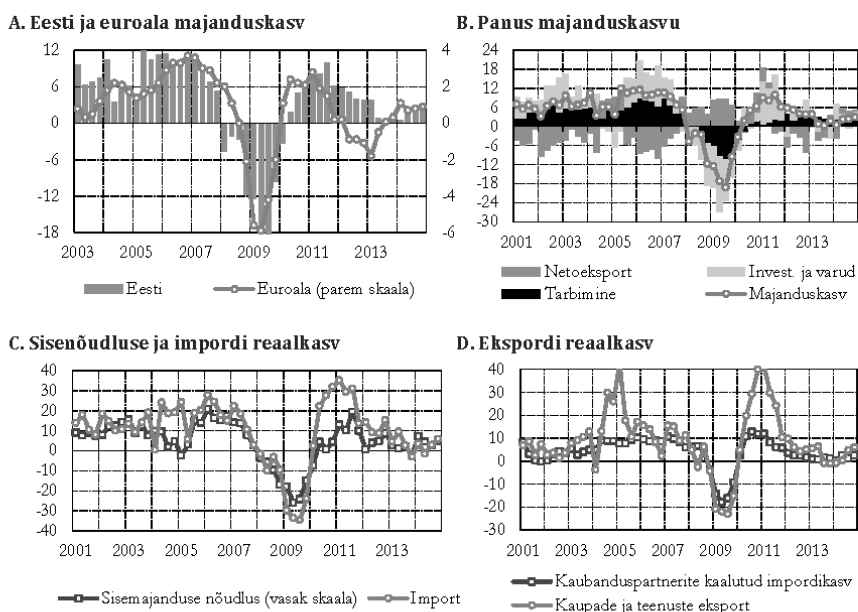 A. Eesti ja euroala majanduskasv
12
6
0
-6
-12
-18
4
2
0
-2
-4
-6
2003 2005 2007 2009 2011 2013
Eesti Euroala (parem skaala)
B. Panus majanduskasvu
24
18
12
6
0
-6
-12
-18
-24
-30
2001 2003 2005 2007 2009 2011 2013
Netoeksport Invest. ja varud
Tarbimine Majanduskasv
C. Sisenõudluse ja impordi reaalkasv
40
30
20
10
0
-10
-20
-30
-40
2001 2003 2005 2007 2009 2011 2013
Sisemajanduse nõudlus (vasak skaala) Import
D. Ekspordi reaalkasv
40
30
20
10
0
-10
-20
-30
2001 2003 2005 2007 2009 2011 2013
Kaubanduspartnerite kaalutud impordikasv
Kaupade ja teenuste eksport